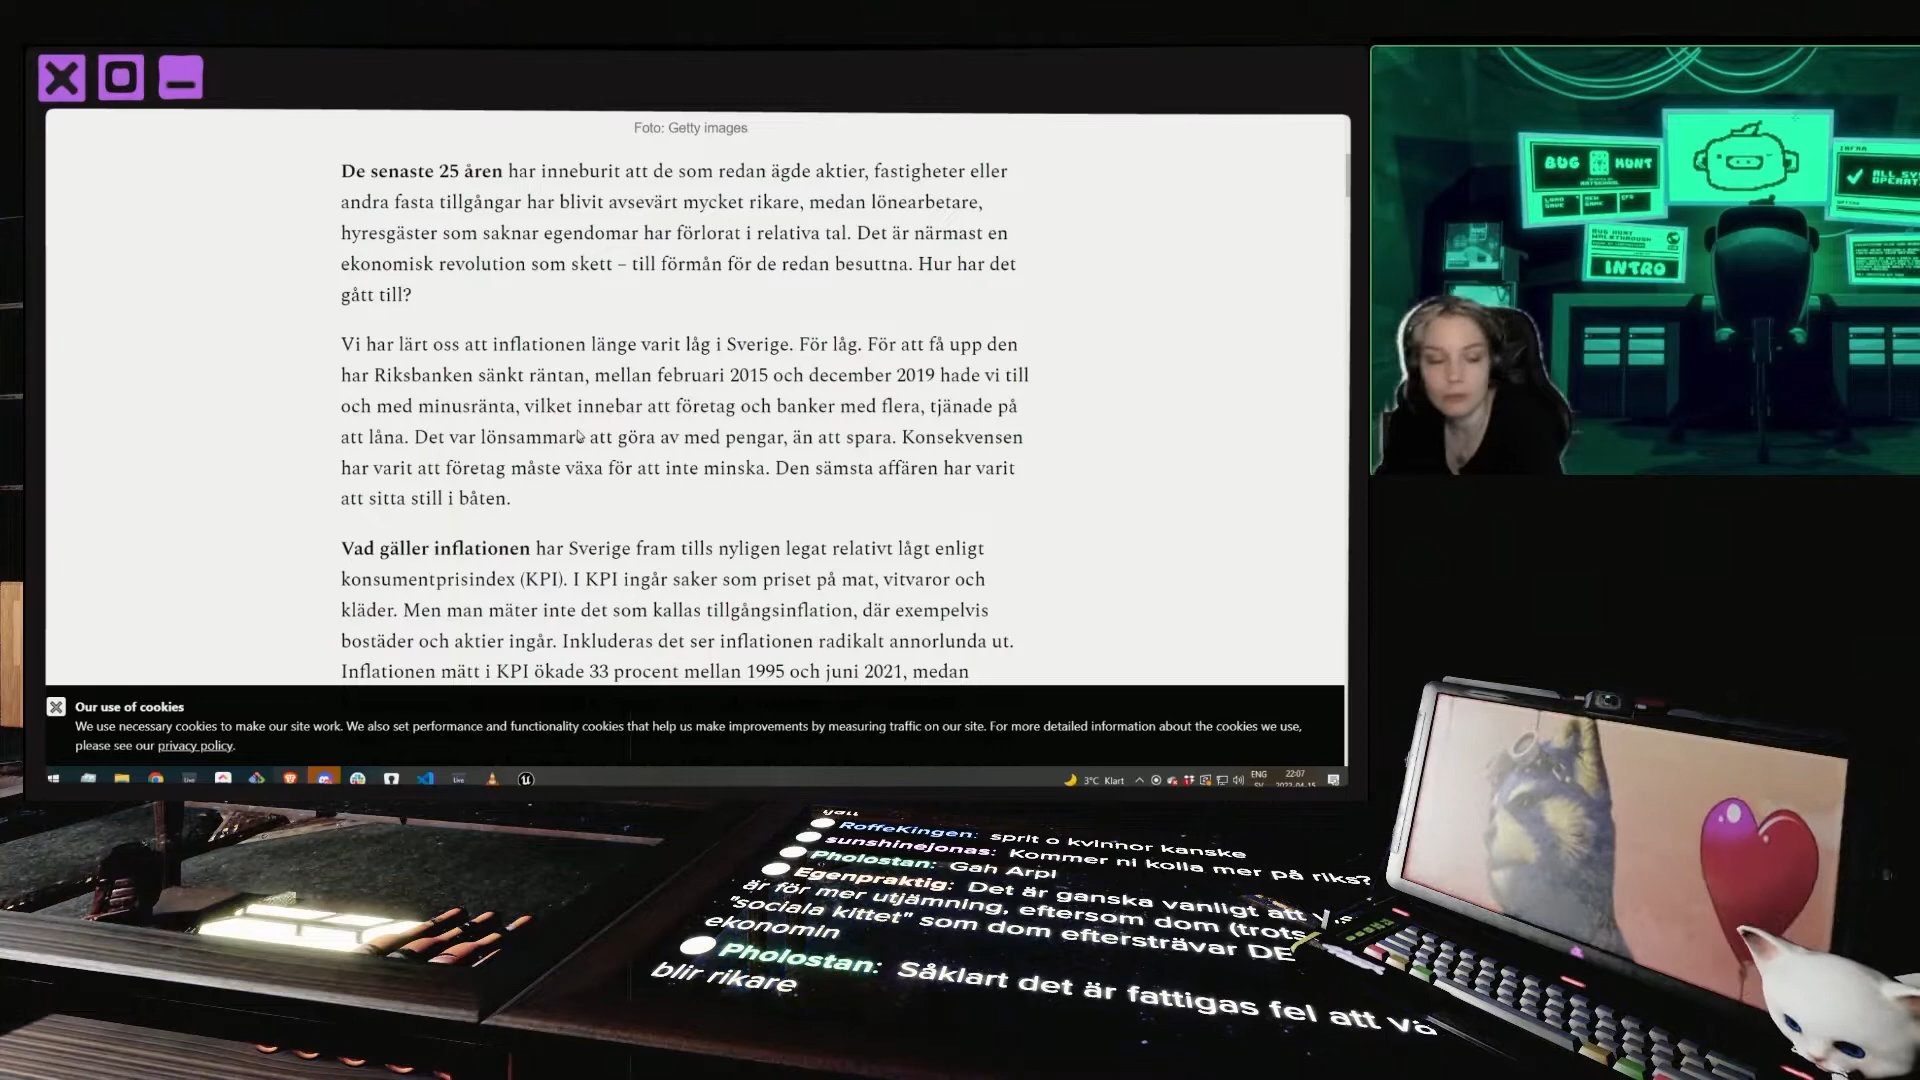 Foto: Getty images
De senaste 25 åren har inneburit att de som redan ägde aktier, fastigheter eller
andra fasta tillgångar har blivit avsevärt mycket rikare, medan lönearbetare,
hyresgäster som saknar egendomar har förlorat i relativa tal. Det är närmast en
ekonomisk revolution som skett – till förmån för de redan besuttna. Hur har det
gått till?
Vi har lärt oss att inflationen länge varit låg i Sverige. För låg. För att få upp den
har Riksbanken sänkt räntan, mellan februari 2015 och december 2019 hade vi till
och med minusränta, vilket innebar att företag och banker med flera, tjänade på
att låna. Det var lönsammare att göra av med pengar, än att spara. Konsekvensen
har varit att företag måste växa för att inte minska. Den sämsta affären har varit
att sitta still i båten.
Vad gäller inflationen har Sverige fram tills nyligen legat relativt lågt enligt
konsumentprisindex (KPI). I KPI ingår saker som priset på mat, vitvaror och
kläder. Men man mäter inte det som kallas tillgångsinflation, där exempelvis
bostäder och aktier ingår. Inkluderas det ser inflationen radikalt annorlunda ut.
Inflationen mätt i KPI ökade 33 procent mellan 1995 och juni 2021, medan
Our use of cookies
We use necessary cookies to make our site work. We also set performance and functionality cookies that help us make improvements by measuring traffic on our site. For more detailed information about the cookies we use,
please see our privacy policy.
3°C Klart
ENG
22:07
2022-04-15
BUG HUNT
LOAD SAVE
NEW GAME
BUG HUNT
WALKTHROUGH
INTRO
INFRA
ALL SYS
OPERATI
RoffeKingen: sprit o kvinnor kanske
sunshinejonas: Kommer ni kolla mer på riks?
Pholostan: Gah Arpi
Egenpraktig: Det är ganska vanligt att
är för mer utjämning, eftersom dom (trots
"sociala kittet" som dom eftersträvar DE
ekonomin
Pholostan: Såklart det är fattigas fel att
blir rikare